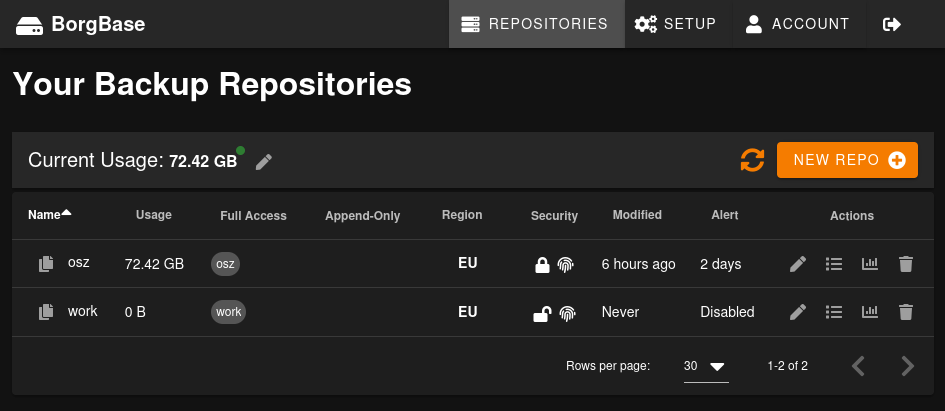 BorgBase REPOSITORIES SETUP ACCOUNT
Your Backup Repositories
Current Usage: 72.42 GB NEW REPO
Name Usage Full Access Append-Only Region Security Modified Alert Actions
osz 72.42 GB osz EU 6 hours ago 2 days
work 0 B work EU Never Disabled
Rows per page: 30 1-2 of 2